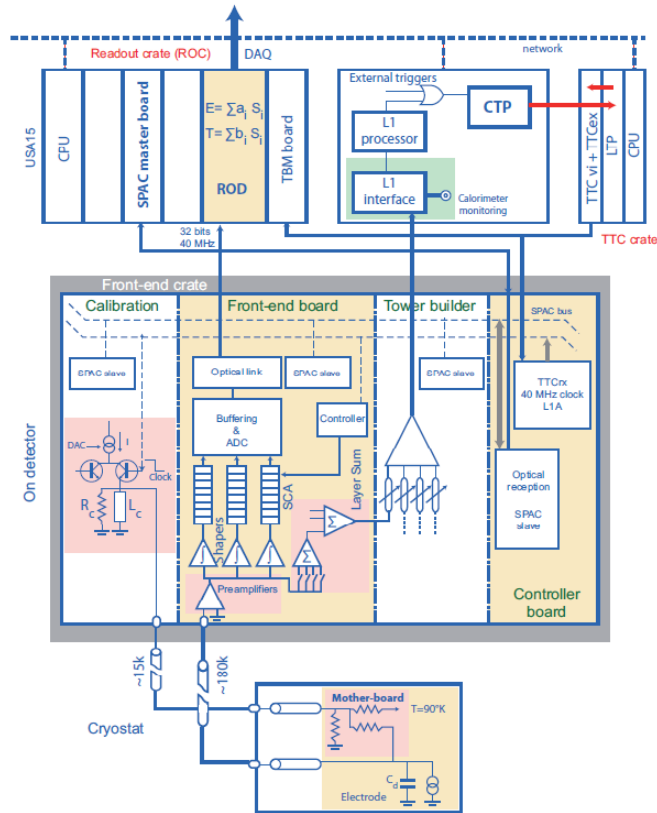 Readout crate (ROC)
DAQ
network
USA15
CPU
SPAC master board
E= ∑aᵢ Sᵢ
T= ∑bᵢ Sᵢ
ROD
TBM board
External triggers
CTP
L1
processor
L1
interface
Calorimeter
monitoring
TTC vi + TTCex
LTP
CPU
TTC crate
32 bits
40 MHz
Front-end crate
On detector
Calibration
Front-end board
Tower builder
SPAC bus
SPAC slave
Optical link
SPAC slave
SPAC slave
TTCrx
40 MHz clock
L1A
Buffering
&
ADC
Controller
DAC
I
Clock
R_c
L_c
SCA
Layer Sum
Shapers
∫
∫
∫
Σ
Σ
Preamplifiers
Optical
reception
SPAC
slave
Controller
board
~15k
~180k
Cryostat
Mother-board
T=90°K
C_d
Electrode